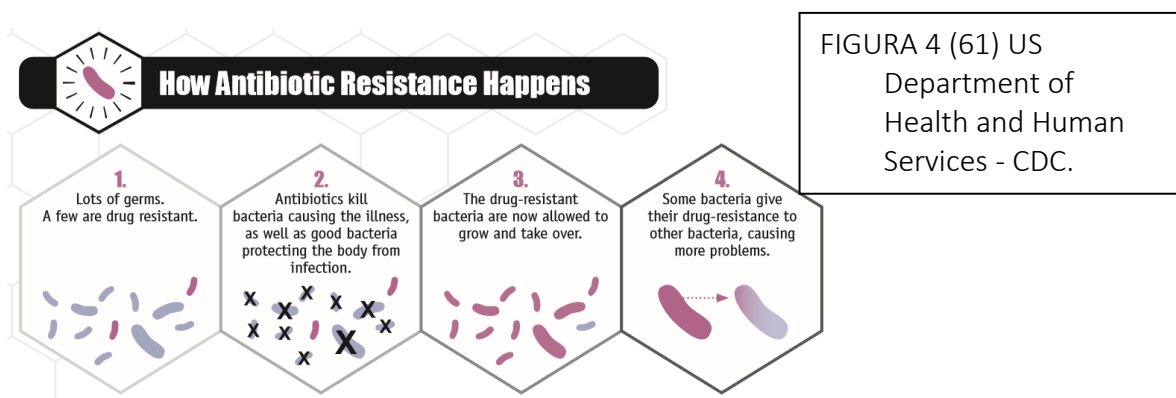 How Antibiotic Resistance Happens
FIGURA 4 (61) US
Department of
Health and Human
Services - CDC.
1.
Lots of germs.
A few are drug resistant.
2.
Antibiotics kill
bacteria causing the illness,
as well as good bacteria
protecting the body from
infection.
3.
The drug-resistant
bacteria are now allowed to
grow and take over.
4.
Some bacteria give
their drug-resistance to
other bacteria, causing
more problems.
X X X X X X X X X X